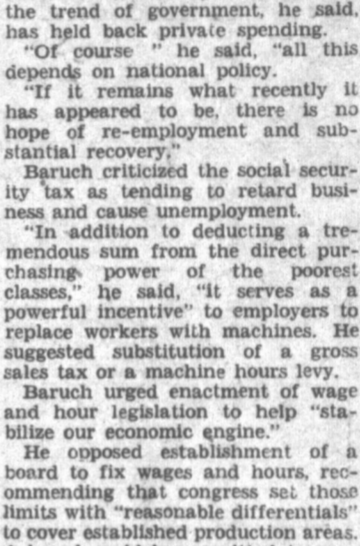 the trend of government, he said,
has held back private spending.
"Of course " he said, "all this
depends on national policy.
"If it remains what recently it
has appeared to be, there is no
hope of re-employment and sub-
stantial recovery."
Baruch criticized the social secur-
ity tax as tending to retard busi-
ness and cause unemployment.
"In addition to deducting a tre-
mendous sum from the direct pur-
chasing power of the poorest
classes," he said, "it serves as a
powerful incentive" to employers to
replace workers with machines. He
suggested substitution of a gross
sales tax or a machine hours levy.
Baruch urged enactment of wage
and hour legislation to help "sta-
bilize our economic engine."
He opposed establishment of a
board to fix wages and hours, rec-
ommending that congress set those
limits with "reasonable differentials"
to cover established production areas.